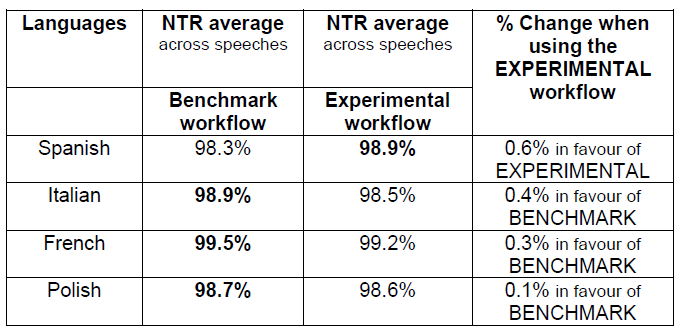 Languages
NTR average
across speeches
NTR average
across speeches
% Change when
using the
EXPERIMENTAL
workflow
Benchmark
workflow
Experimental
workflow
Spanish
98.3%
98.9%
0.6% in favour of
EXPERIMENTAL
Italian
98.9%
98.5%
0.4% in favour of
BENCHMARK
French
99.5%
99.2%
0.3% in favour of
BENCHMARK
Polish
98.7%
98.6%
0.1% in favour of
BENCHMARK